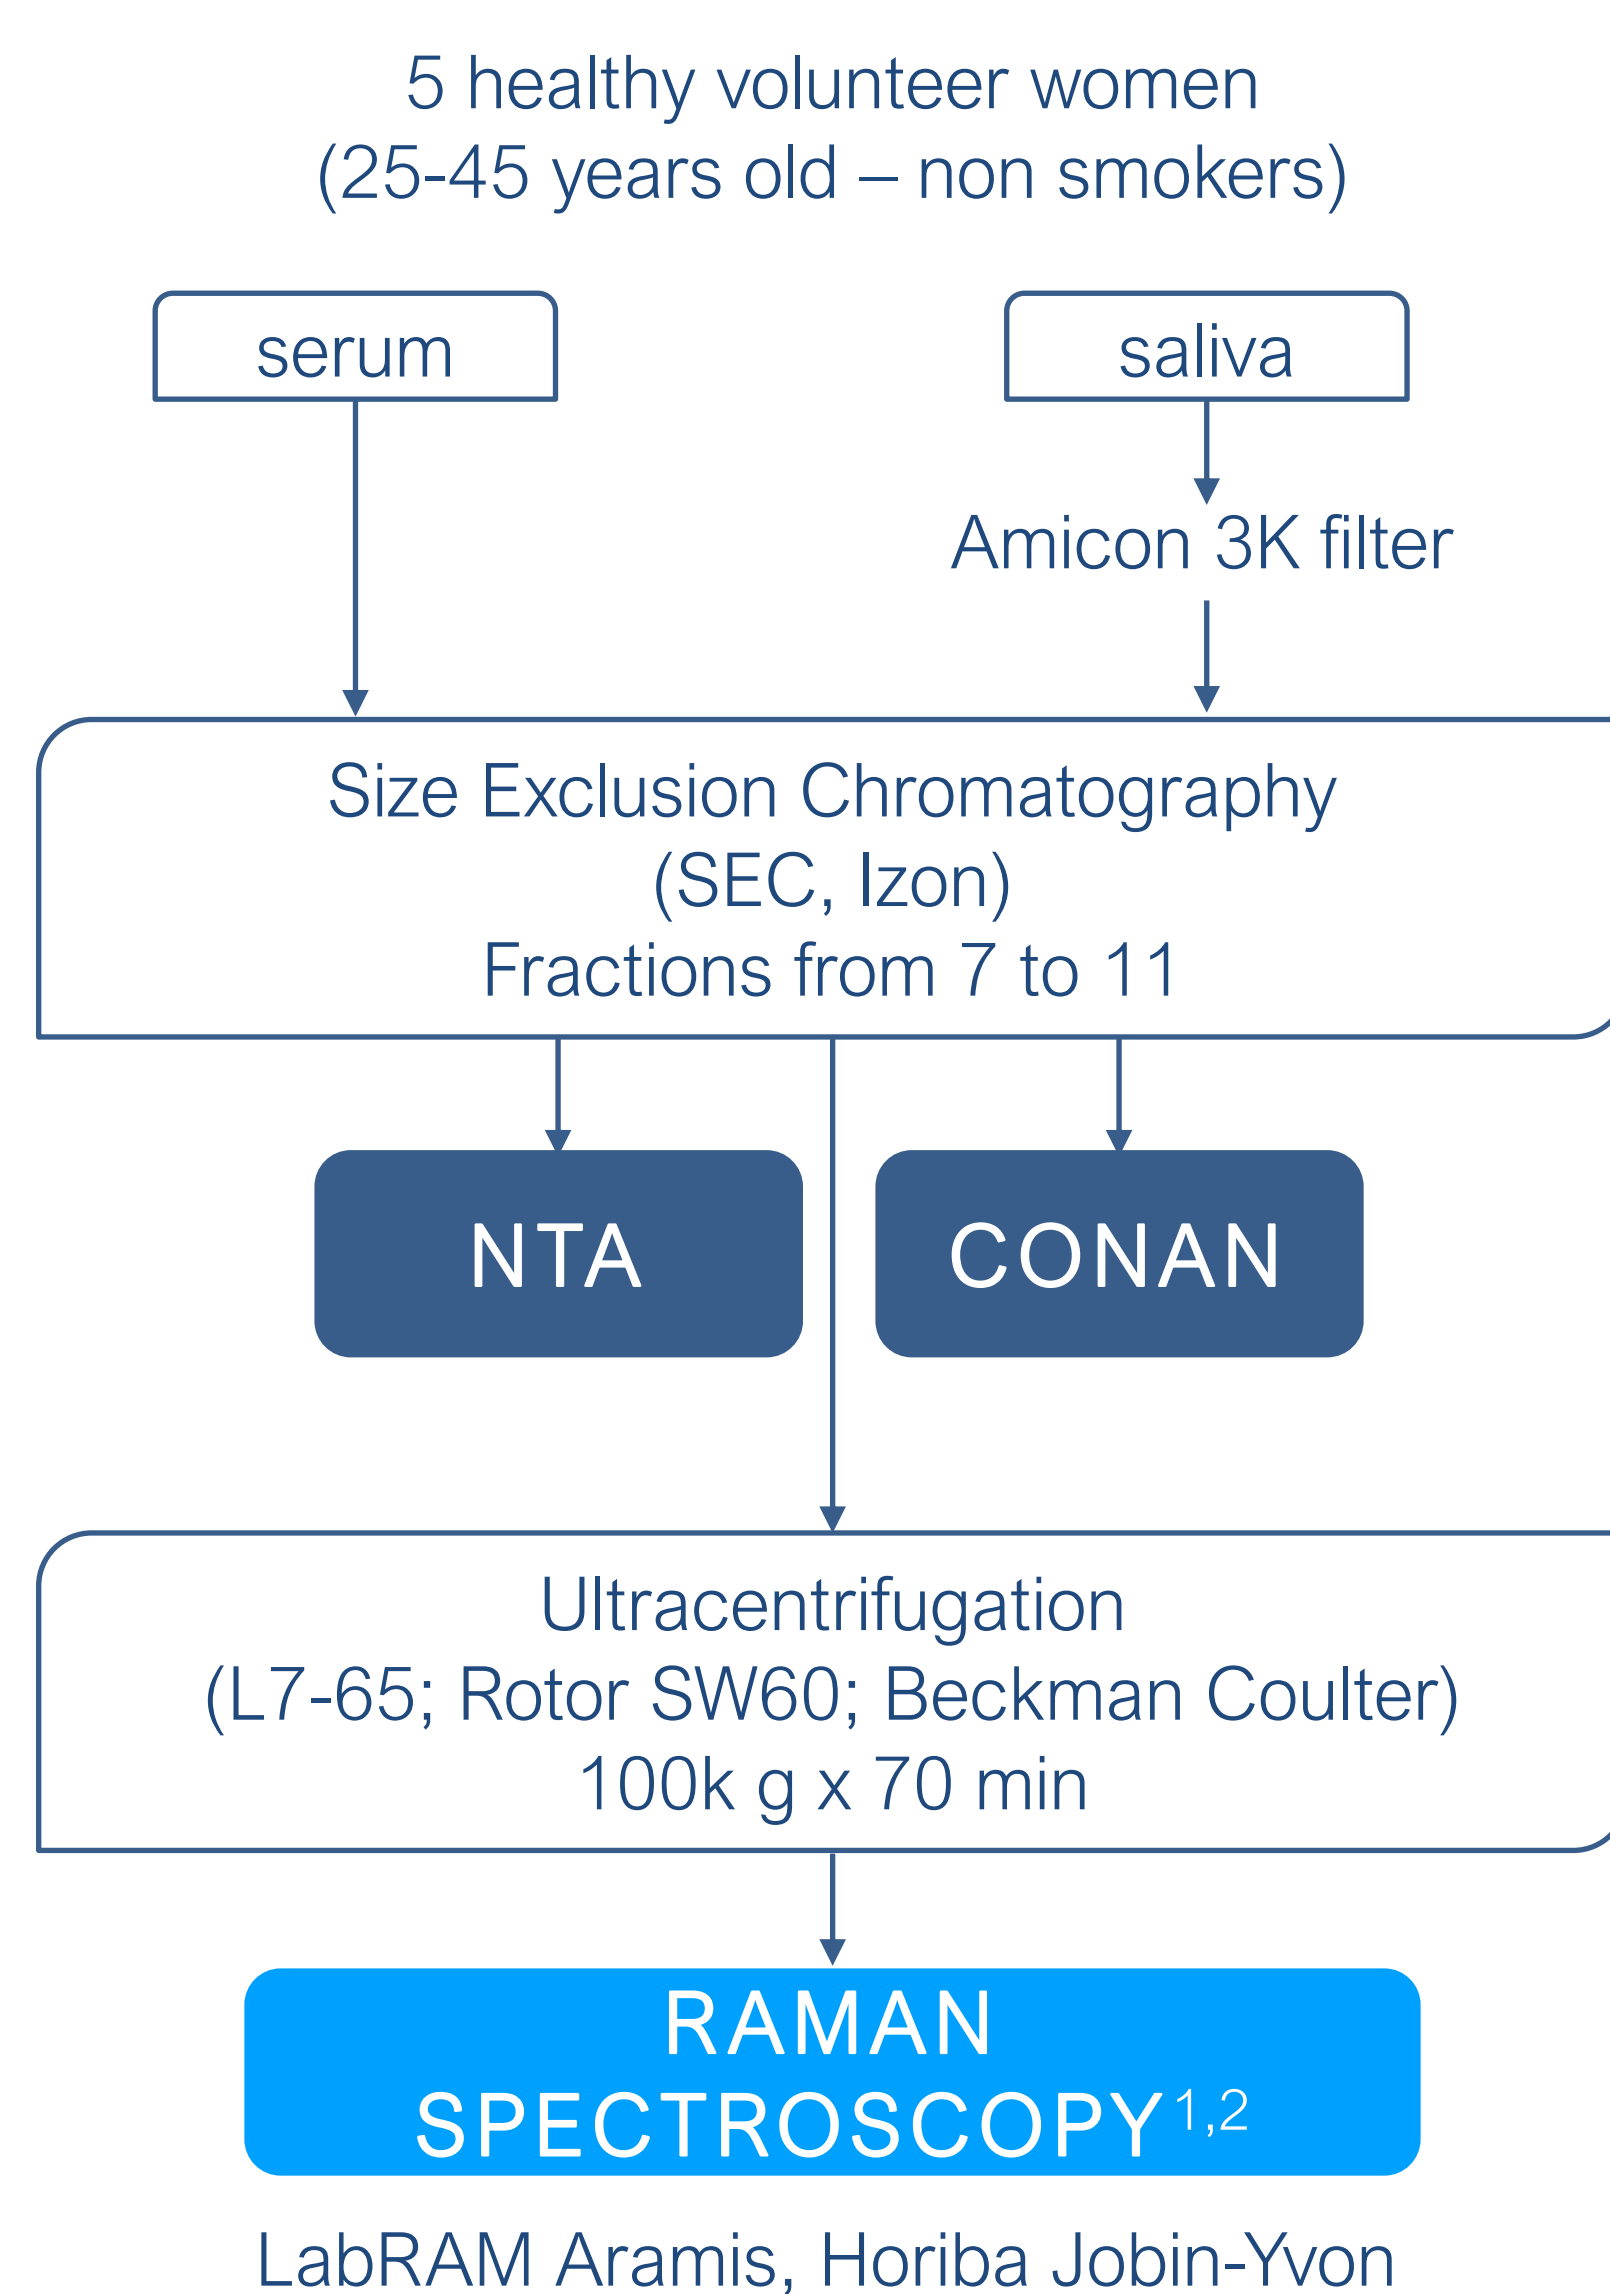 5 healthy volunteer women
(25-45 years old – non smokers)
serum
saliva
Amicon 3K filter
Size Exclusion Chromatography
(SEC, Izon)
Fractions from 7 to 11
NTA
CONAN
Ultracentrifugation
(L7-65; Rotor SW60; Beckman Coulter)
100k g x 70 min
RAMAN
SPECTROSCOPY1,2
LabRAM Aramis, Horiba Jobin-Yvon